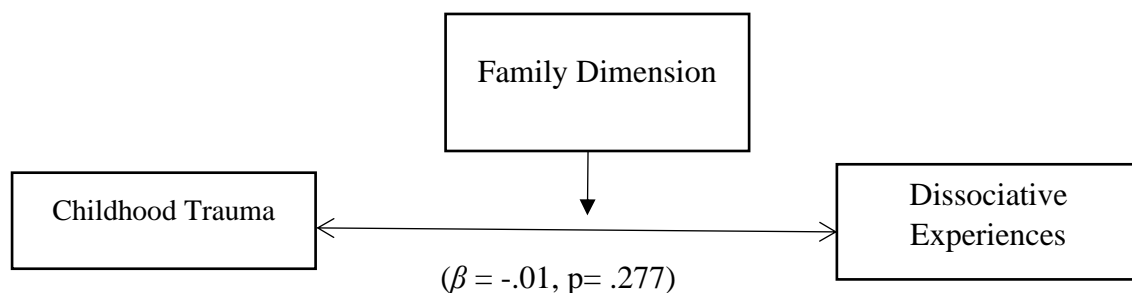 Family Dimension
Childhood Trauma
Dissociative
Experiences
(β = -.01, p= .277)